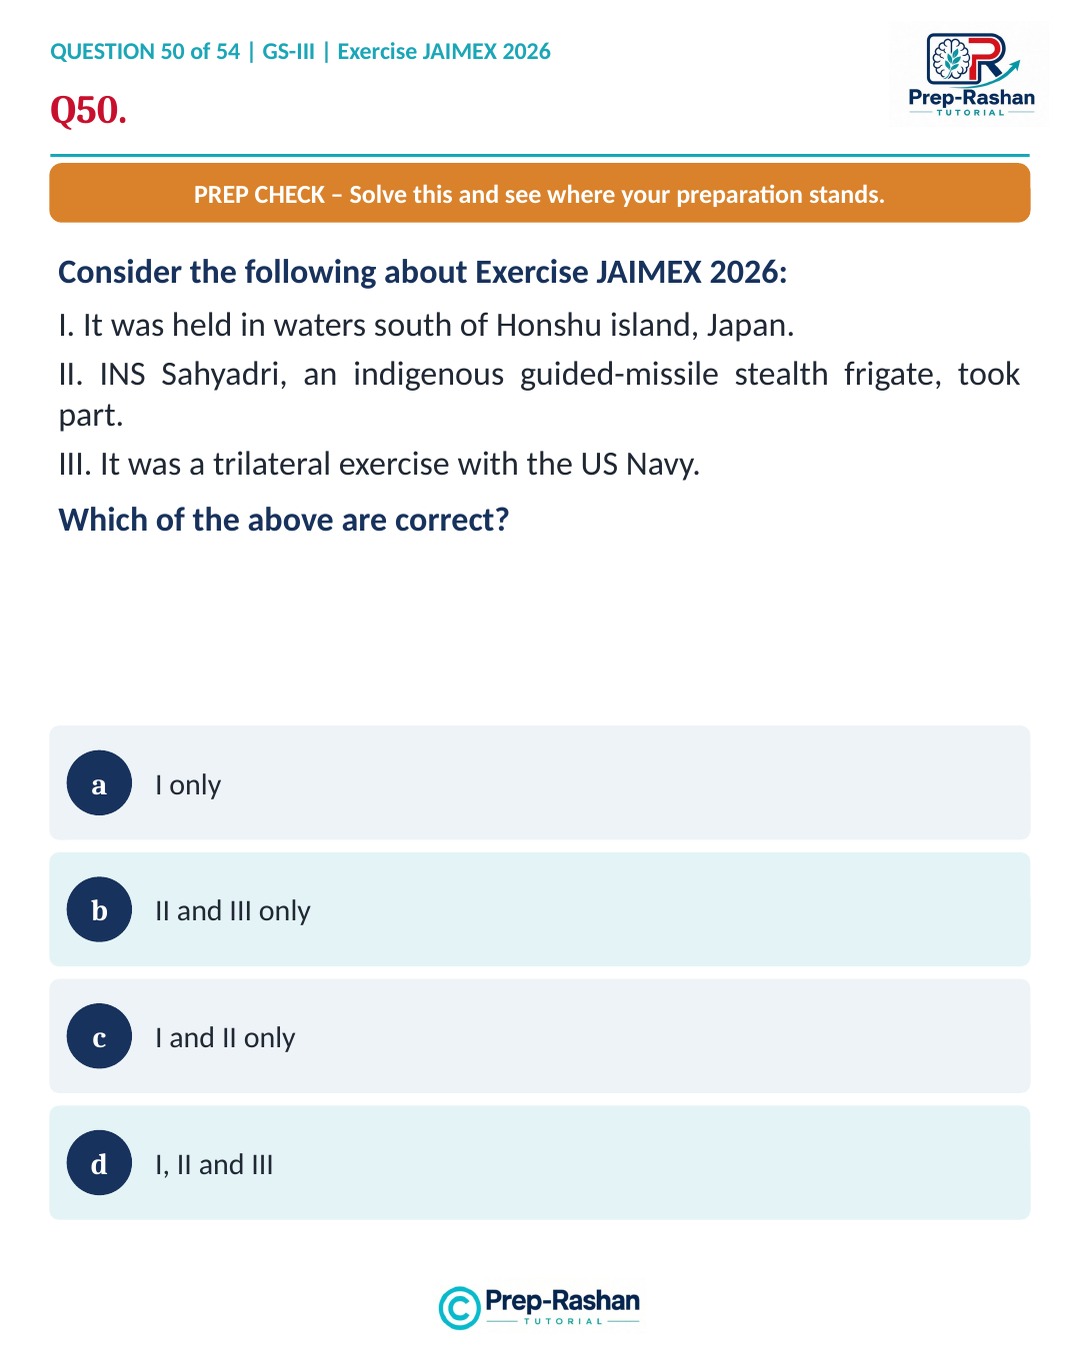 QUESTION 50 of 54 | GS-III | Exercise JAIMEX 2026
Q50.
Prep-Rashan
TUTORIAL
PREP CHECK – Solve this and see where your preparation stands.
Consider the following about Exercise JAIMEX 2026:
I. It was held in waters south of Honshu island, Japan.
II. INS Sahyadri, an indigenous guided-missile stealth frigate, took
part.
III. It was a trilateral exercise with the US Navy.
Which of the above are correct?
a I only
b II and III only
c I and II only
d I, II and III
© Prep-Rashan
TUTORIAL